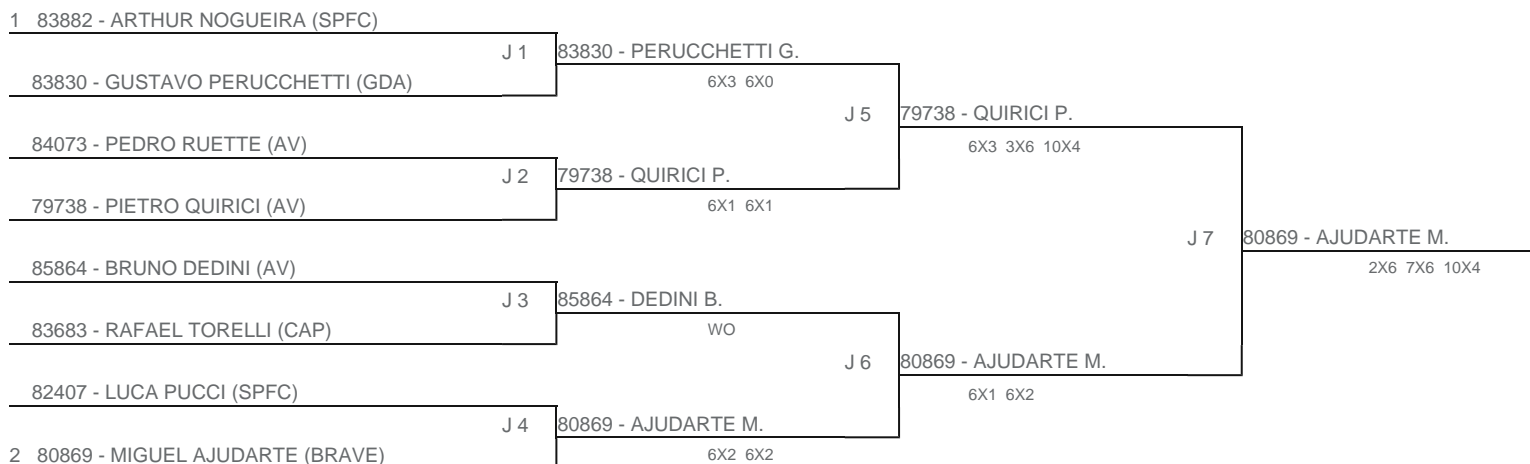 1 83882 - ARTHUR NOGUEIRA (SPFC)
J 1
83830 - PERUCCHETTI G.
83830 - GUSTAVO PERUCCHETTI (GDA)
6X3 6X0
J 5
79738 - QUIRICI P.
84073 - PEDRO RUETTE (AV)
6X3 3X6 10X4
J 2
79738 - QUIRICI P.
79738 - PIETRO QUIRICI (AV)
6X1 6X1
J 7
80869 - AJUDARTE M.
85864 - BRUNO DEDINI (AV)
2X6 7X6 10X4
J 3
85864 - DEDINI B.
83683 - RAFAEL TORELLI (CAP)
WO
J 6
80869 - AJUDARTE M.
82407 - LUCA PUCCI (SPFC)
6X1 6X2
J 4
80869 - AJUDARTE M.
2 80869 - MIGUEL AJUDARTE (BRAVE)
6X2 6X2